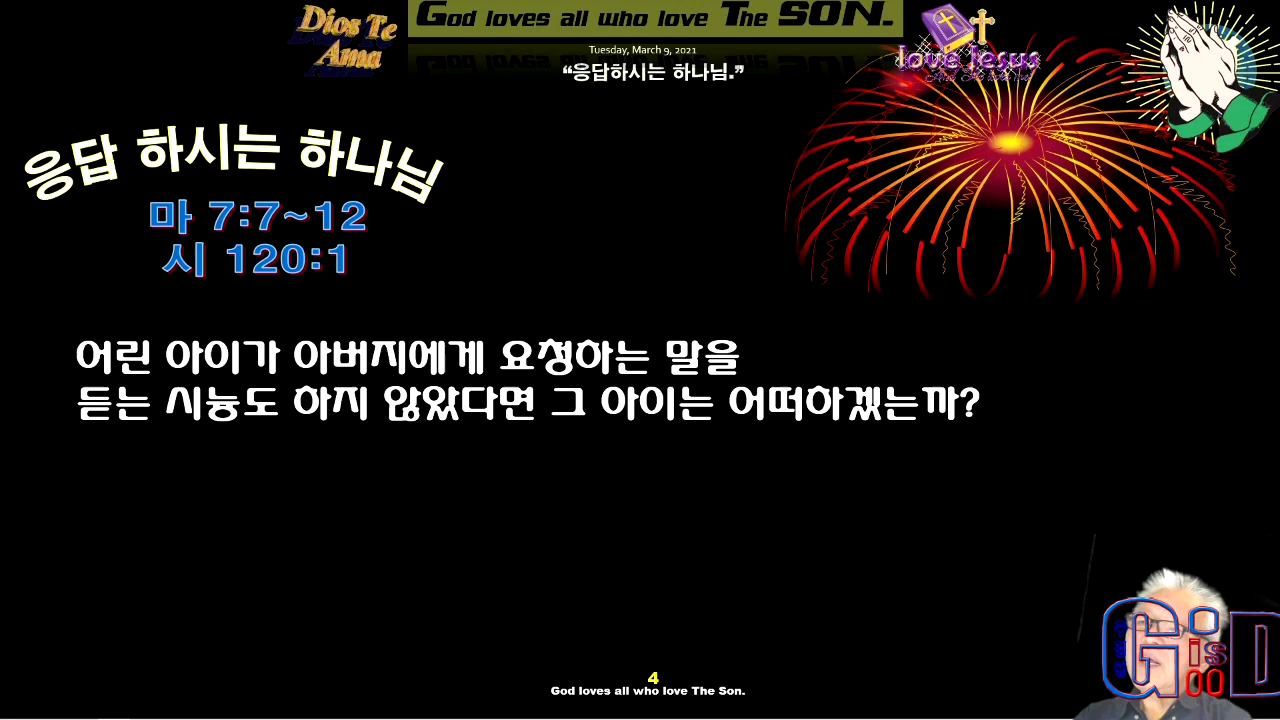 Dios Te
Ama
God loves all who love The SON.
Tuesday, March 9, 2021
“응답하시는 하나님.”
love Jesus
응답 하시는 하나님
마 7:7~12
시 120:1
어린 아이가 아버지에게 요청하는 말을
듣는 시늉도 하지 않았다면 그 아이는 어떠하겠는까?
G is D
4
God loves all who love The Son.